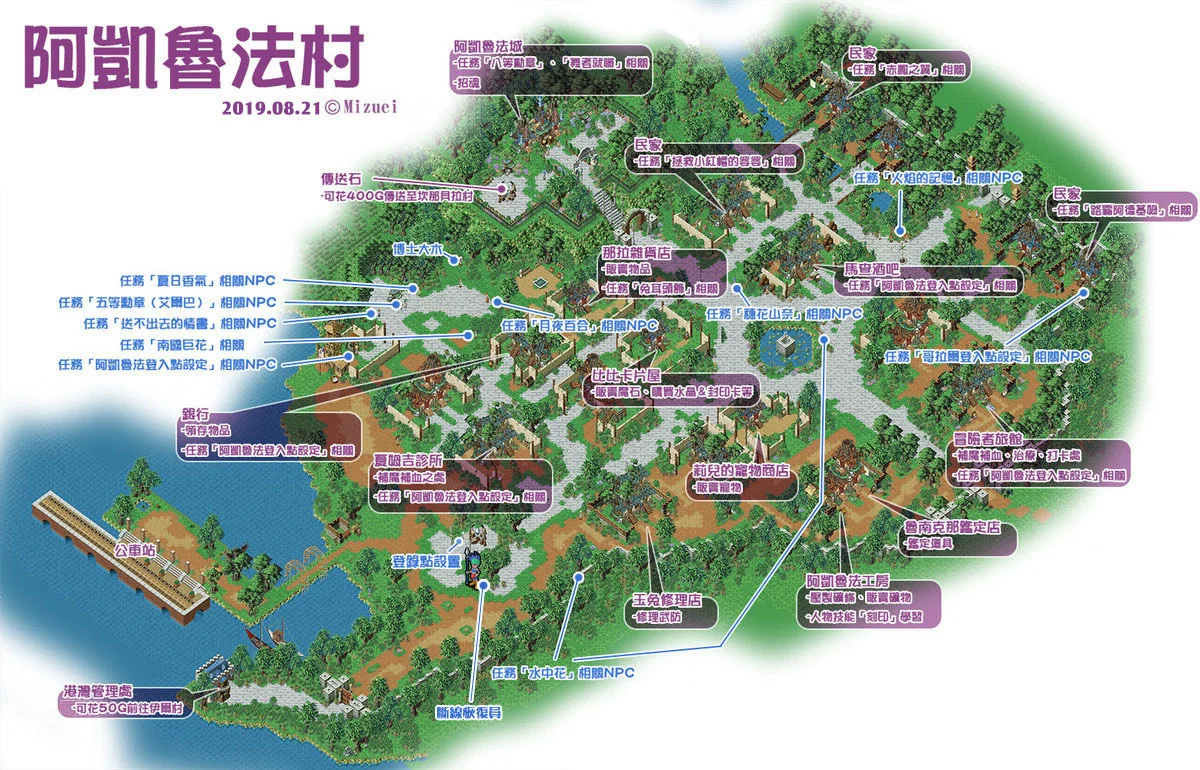 阿凱魯法村
2019.08.21©Mizuei
阿凱魯法城
-任務「八等勳章」、「舞者就職」相關
-招魂
民家
-任務「赤鳳之翼」相關
民家
-任務「拯救小紅帽的爸爸」相關
傳送石
-可花400G傳送至坎那貝拉村
任務「火焰的記憶」相關NPC
民家
-任務「路霸阿德基頓」相關
博士大木
那拉雜貨店
-販賣物品
-任務「兔耳頭飾」相關
馬查酒吧
-任務「阿凱魯法登入點設定」相關
任務「夏日香氣」相關NPC
任務「五等勳章（艾爾巴）」相關NPC
任務「送不出去的情書」相關NPC
任務「南國巨花」相關
任務「阿凱魯法登入點設定」相關NPC
任務「月夜百合」相關NPC
任務「種花山奈」相關NPC
任務「哥拉爾登入點設定」相關NPC
比比卡片屋
-販賣魔石、購買水晶&封印卡等
銀行
-領存物品
-任務「阿凱魯法登入點設定」相關
夏姆吉診所
-補魔補血之處
-任務「阿凱魯法登入點設定」相關
莉兒的寵物商店
-販賣寵物
冒險者旅館
-補魔補血、治療、打卡處
-任務「阿凱魯法登入點設定」相關
魯南克那鑑定店
-鑑定道具
公車站
登錄點設置
玉兔修理店
-修理武防
阿凱魯法工房
-壓製礦條、販賣礦物
-人物技能「刻印」學習
任務「水中花」相關NPC
港灣管理處
-可花50G前往伊爾村
斷線恢復員